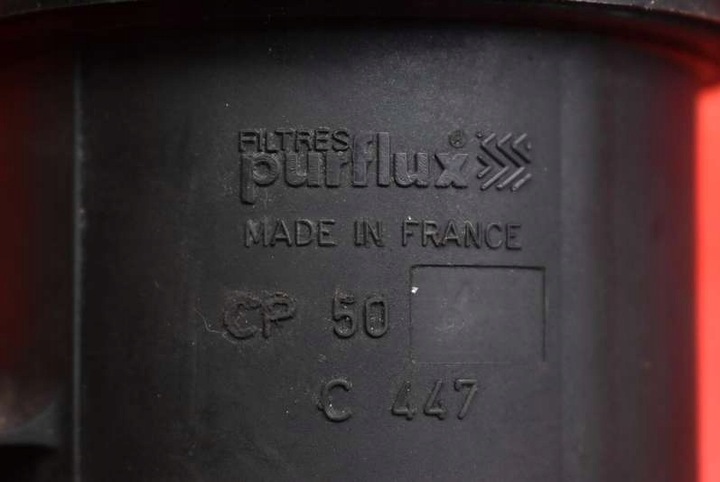 FILTRES
purflux®
MADE IN FRANCE
CP 50
C 447